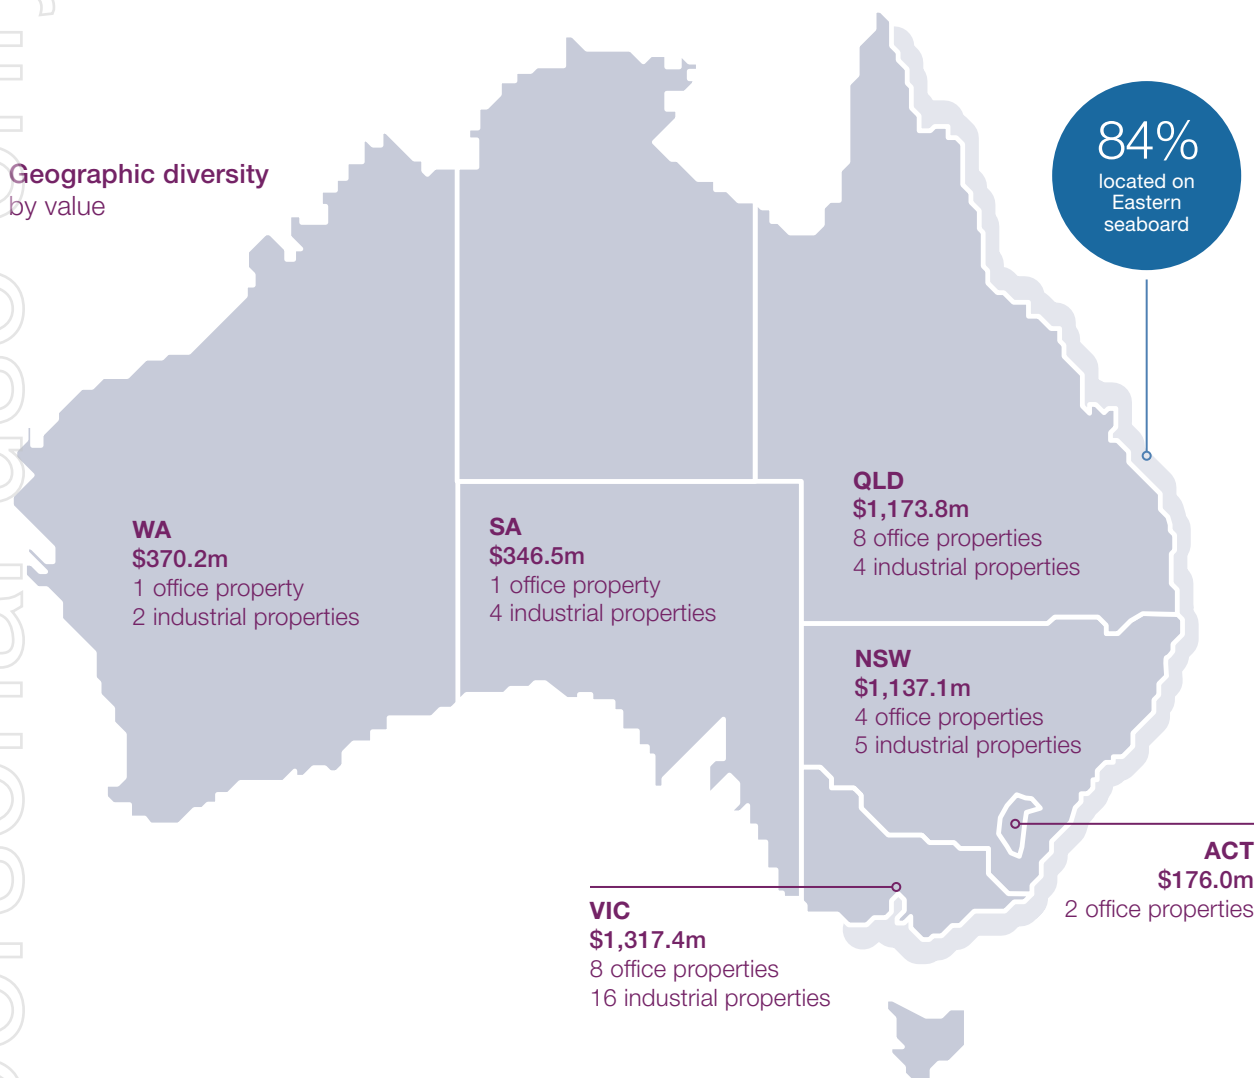 Geographic diversity
by value
84%
located on
Eastern
seaboard
WA
$370.2m
1 office property
2 industrial properties
SA
$346.5m
1 office property
4 industrial properties
QLD
$1,173.8m
8 office properties
4 industrial properties
NSW
$1,137.1m
4 office properties
5 industrial properties
ACT
$176.0m
2 office properties
VIC
$1,317.4m
8 office properties
16 industrial properties